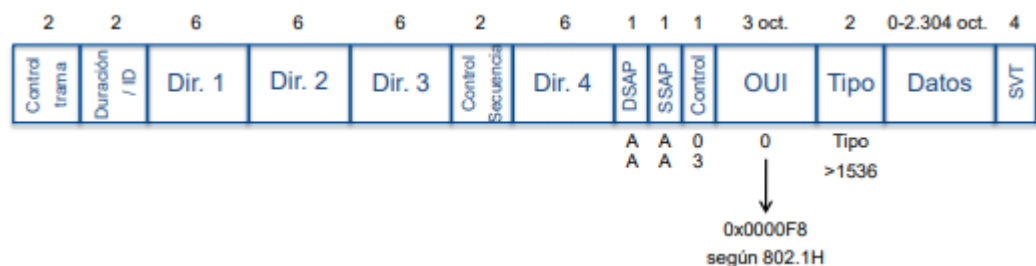 2 2 6 6 6 2 6 1 1 1 3 oct. 2 0-2.304 oct. 4
Control trama Duración / ID Dir. 1 Dir. 2 Dir. 3 Control Secuencia Dir. 4 DSAP SSAP Control OUI Tipo Datos SVT
A A 0 0 Tipo
A A 3 >1536
0x0000F8
según 802.1H